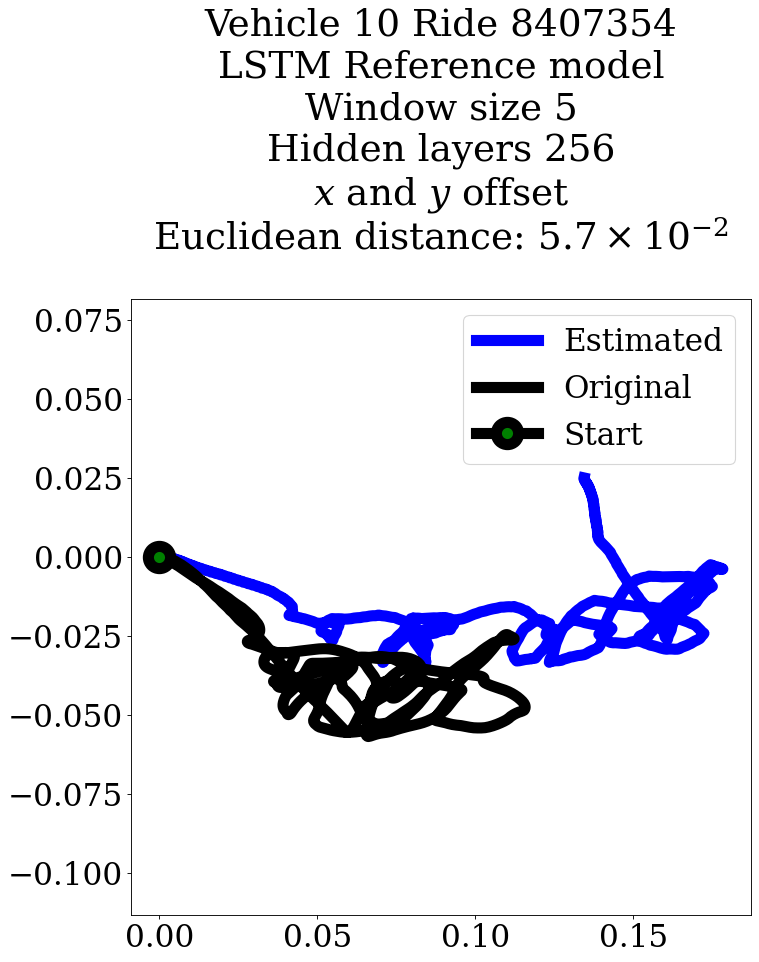 Vehicle 10 Ride 8407354
LSTM Reference model
Window size 5
Hidden layers 256
x and y offset
Euclidean distance: 5.7 × 10⁻²
Estimated
Original
Start
0.075
0.050
0.025
0.000
−0.025
−0.050
−0.075
−0.100
0.00 0.05 0.10 0.15